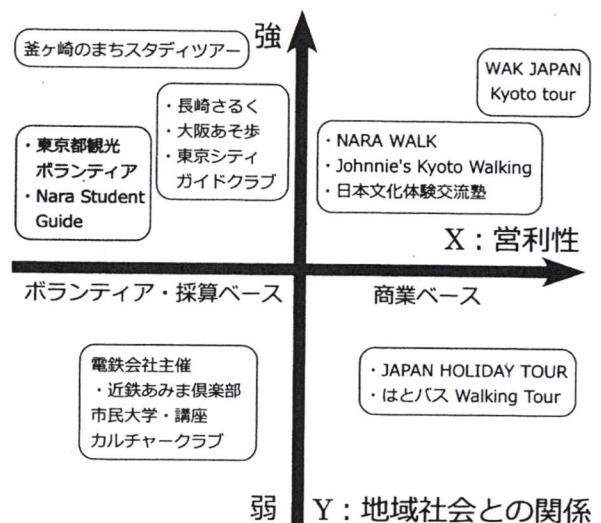 強
釜ヶ崎のまちスタディツアー
WAK JAPAN
Kyoto tour
・長崎さるく
・大阪あそ歩
・東京シティ
ガイドクラブ
・東京都観光
ボランティア
・Nara Student
Guide
・NARA WALK
・Johnnie's Kyoto Walking
・日本文化体験交流塾
X：営利性
ボランティア・採算ベース
商業ベース
電鉄会社主催
・近鉄あみま倶楽部
市民大学・講座
カルチャークラブ
・JAPAN HOLIDAY TOUR
・はとバス Walking Tour
弱
Y：地域社会との関係